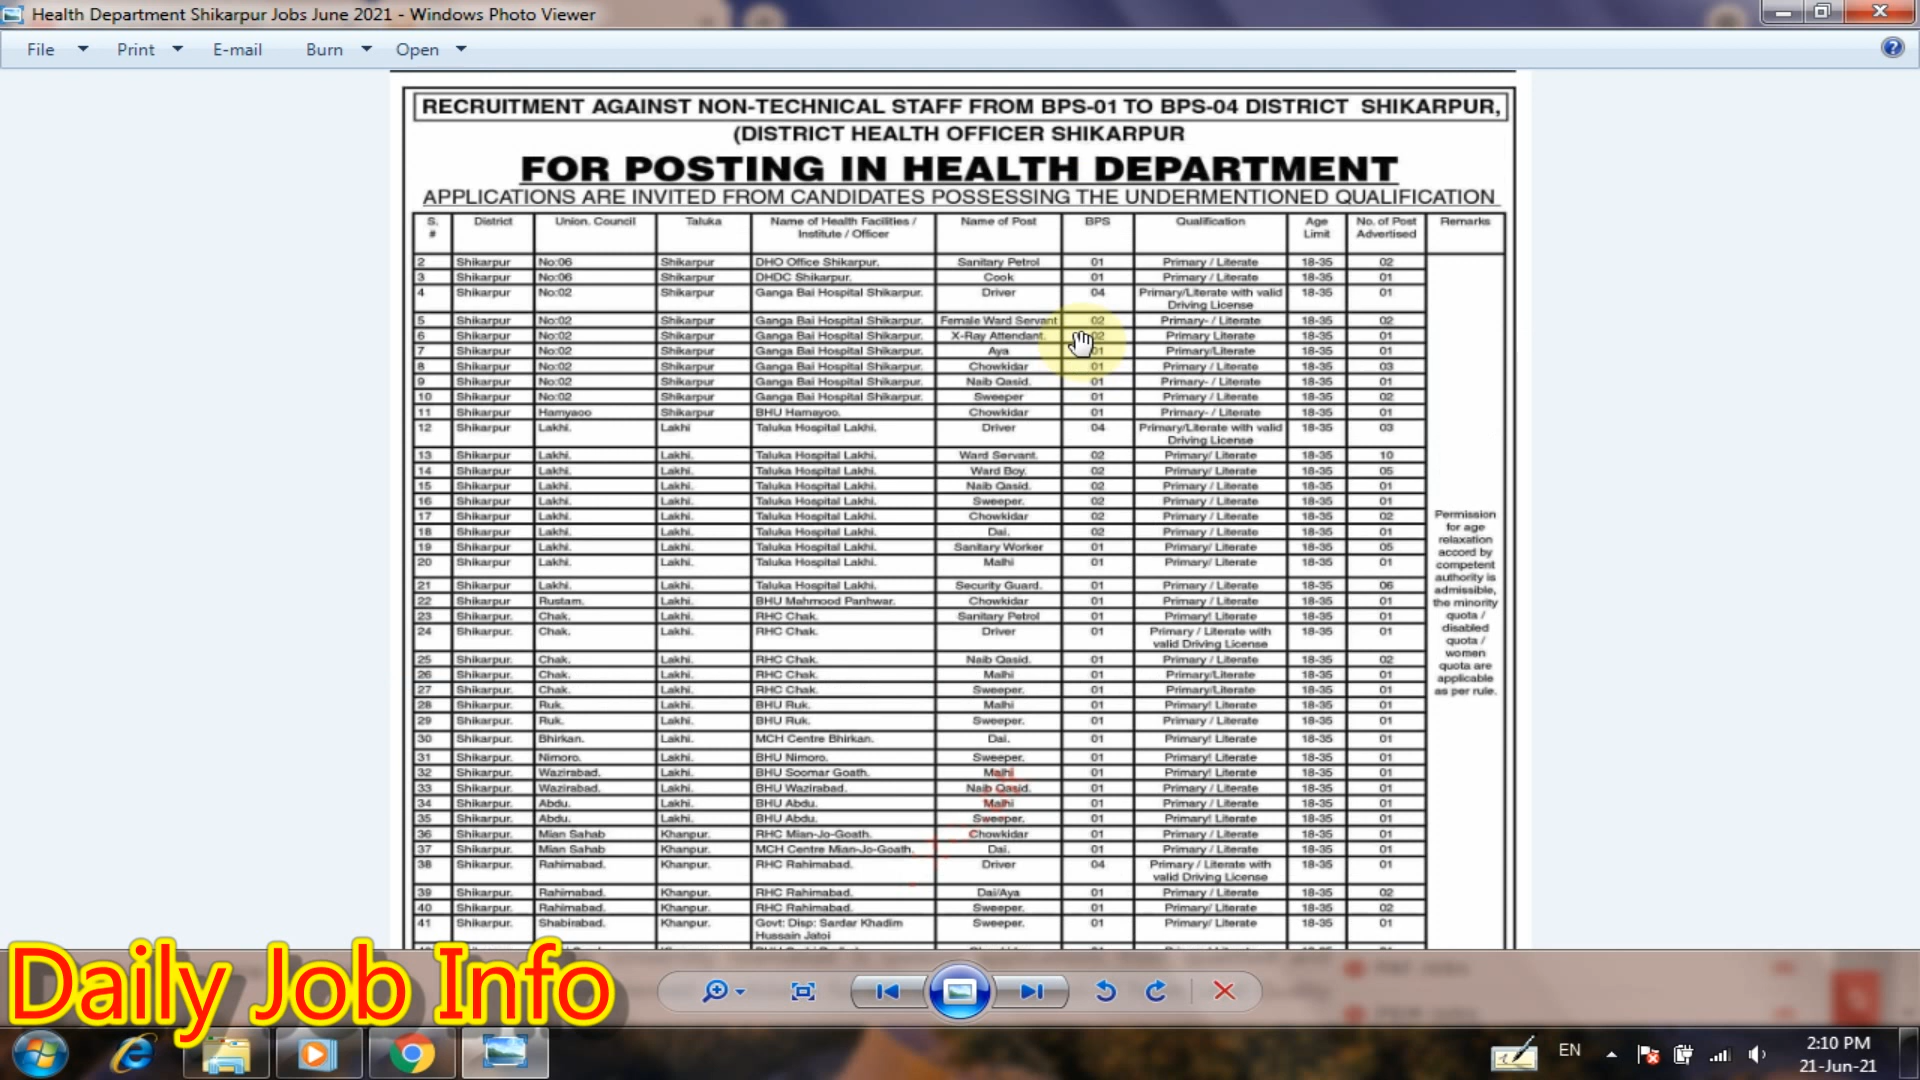 Health Department Shikarpur Jobs June 2021 - Windows Photo Viewer
File Print E-mail Burn Open
RECRUITMENT AGAINST NON-TECHNICAL STAFF FROM BPS-01 TO BPS-04 DISTRICT SHIKARPUR,
(DISTRICT HEALTH OFFICER SHIKARPUR
FOR POSTING IN HEALTH DEPARTMENT
APPLICATIONS ARE INVITED FROM CANDIDATES POSSESSING THE UNDERMENTIONED QUALIFICATION
S. # District Union. Council Taluka Name of Health Facilities / Institute / Officer Name of Post BPS Qualification Age Limit No. of Post Advertised Remarks
2 Shikarpur No:06 Shikarpur DHO Office Shikarpur. Sanitary Petrol 01 Primary / Literate 18-35 02
3 Shikarpur No:06 Shikarpur DHDC Shikarpur. Cook 01 Primary / Literate 18-35 01
4 Shikarpur No:02 Shikarpur Ganga Bai Hospital Shikarpur. Driver 04 Primary/Literate with valid Driving License 18-35 01
5 Shikarpur No:02 Shikarpur Ganga Bai Hospital Shikarpur. Female Ward Servant 02 Primary- / Literate 18-35 02
6 Shikarpur No:02 Shikarpur Ganga Bai Hospital Shikarpur. X-Ray Attendant. 02 Primary Literate 18-35 01
7 Shikarpur No:02 Shikarpur Ganga Bai Hospital Shikarpur. Aya 01 Primary/Literate 18-35 01
8 Shikarpur No:02 Shikarpur Ganga Bai Hospital Shikarpur. Chowkidar 01 Primary / Literate 18-35 03
9 Shikarpur No:02 Shikarpur Ganga Bai Hospital Shikarpur. Naib Qasid. 01 Primary- / Literate 18-35 01
10 Shikarpur No:02 Shikarpur Ganga Bai Hospital Shikarpur. Sweeper 01 Primary / Literate 18-35 02
11 Shikarpur Hamyaoo Shikarpur BHU Hamayoo. Chowkidar 01 Primary- / Literate 18-35 01
12 Shikarpur Lakhi. Lakhi Taluka Hospital Lakhi. Driver 04 Primary/Literate with valid Driving License 18-35 03
13 Shikarpur Lakhi. Lakhi. Taluka Hospital Lakhi. Ward Servant. 02 Primary/ Literate 18-35 10
14 Shikarpur Lakhi. Lakhi. Taluka Hospital Lakhi. Ward Boy. 02 Primary / Literate 18-35 05
15 Shikarpur Lakhi. Lakhi. Taluka Hospital Lakhi. Naib Qasid. 02 Primary / Literate 18-35 01
16 Shikarpur Lakhi. Lakhi. Taluka Hospital Lakhi. Sweeper. 02 Primary / Literate 18-35 01
17 Shikarpur Lakhi. Lakhi. Taluka Hospital Lakhi. Chowkidar 02 Primary / Literate 18-35 02
18 Shikarpur Lakhi. Lakhi. Taluka Hospital Lakhi. Dai. 02 Primary / Literate 18-35 01
19 Shikarpur Lakhi. Lakhi. Taluka Hospital Lakhi. Sanitary Worker 01 Primary/ Literate 18-35 05
20 Shikarpur Lakhi. Lakhi. Taluka Hospital Lakhi. Malhi 01 Primary/ Literate 18-35 01
21 Shikarpur Lakhi. Lakhi. Taluka Hospital Lakhi. Security Guard. 01 Primary / Literate 18-35 06
22 Shikarpur Rustam. Lakhi. BHU Mahmood Panhwar. Chowkidar 01 Primary / Literate 18-35 01
23 Shikarpur Chak. Lakhi. RHC Chak. Sanitary Petrol 01 Primary! Literate 18-35 01
24 Shikarpur. Chak. Lakhi. RHC Chak. Driver 01 Primary / Literate with valid Driving License 18-35 01
25 Shikarpur. Chak. Lakhi. RHC Chak. Naib Qasid. 01 Primary / Literate 18-35 02
26 Shikarpur. Chak. Lakhi. RHC Chak. Malhi 01 Primary/Literate 18-35 01
27 Shikarpur. Chak. Lakhi. RHC Chak. Sweeper. 01 Primary/Literate 18-35 01
28 Shikarpur. Ruk. Lakhi. BHU Ruk. Malhi 01 Primary! Literate 18-35 01
29 Shikarpur. Ruk. Lakhi. BHU Ruk. Sweeper. 01 Primary / Literate 18-35 01
30 Shikarpur. Bhirkan. Lakhi. MCH Centre Bhirkan. Dai. 01 Primary! Literate 18-35 01
31 Shikarpur. Nimoro. Lakhi. BHU Nimoro. Sweeper. 01 Primary! Literate 18-35 01
32 Shikarpur. Wazirabad. Lakhi. BHU Soomar Goath. Malhi 01 Primary! Literate 18-35 01
33 Shikarpur. Wazirabad. Lakhi. BHU Wazirabad. Naib Qasid. 01 Primary! Literate 18-35 01
34 Shikarpur. Abdu. Lakhi. BHU Abdu. Malhi 01 Primary / Literate 18-35 01
35 Shikarpur. Abdu. Lakhi. BHU Abdu. Sweeper. 01 Primary! Literate 18-35 01
36 Shikarpur. Mian Sahab Khanpur. RHC Mian-Jo-Goath. Chowkidar 01 Primary / Literate 18-35 01
37 Shikarpur. Mian Sahab Khanpur. MCH Centre Mian-Jo-Goath. Dai. 01 Primary / Literate 18-35 01
38 Shikarpur. Rahimabad. Khanpur. RHC Rahimabad. Driver 04 Primary / Literate with valid Driving License 18-35 01
39 Shikarpur. Rahimabad. Khanpur. RHC Rahimabad. Dai/Aya 01 Primary / Literate 18-35 02
40 Shikarpur. Rahimabad. Khanpur. RHC Rahimabad. Sweeper. 01 Primary/ Literate 18-35 02
41 Shikarpur. Shabirabad. Khanpur. Govt: Disp: Sardar Khadim Hussain Jatoi Sweeper. 01 Primary/ Literate 18-35 01
Permission
for age
relaxation
accord by
competent
authority is
admissible,
the minority
quota /
disabled
quota /
women
quota are
applicable
as per rule.
Daily Job Info
EN
2:10 PM
21-Jun-21